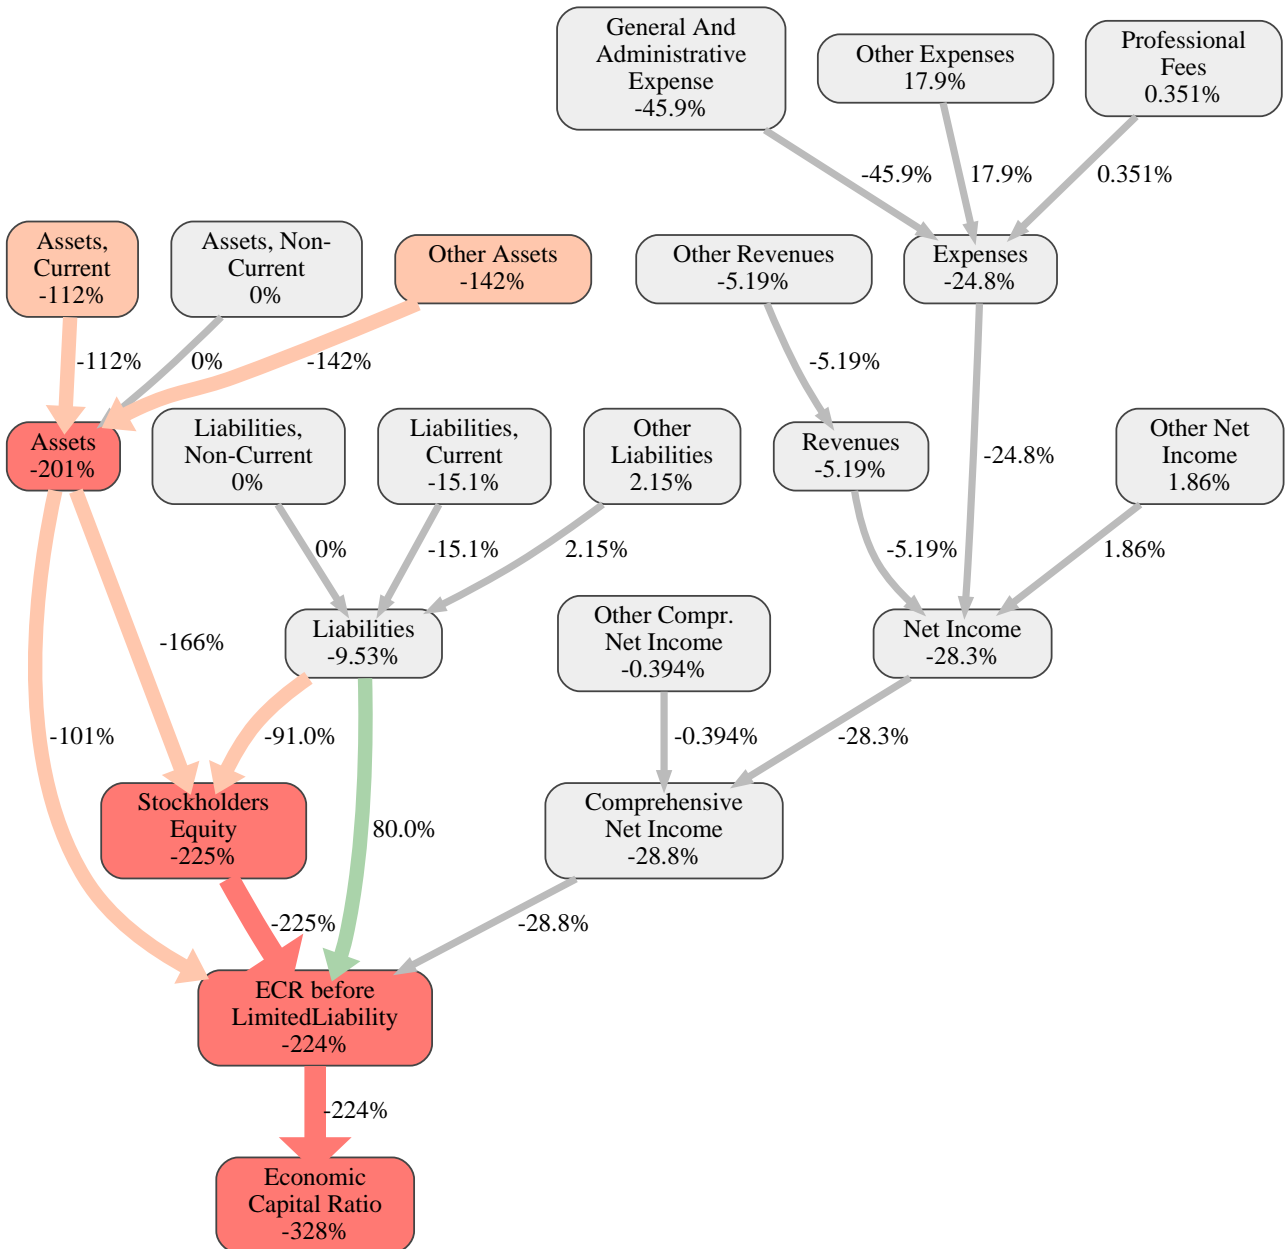 General And
Administrative
Expense
-45.9%
Other Expenses
17.9%
Professional
Fees
0.351%
-45.9%
17.9%
0.351%
Assets,
Current
-112%
Assets, Non-
Current
0%
Other Assets
-142%
Other Revenues
-5.19%
Expenses
-24.8%
-112%
0%
-142%
-5.19%
-24.8%
Assets
-201%
Liabilities,
Non-Current
0%
Liabilities,
Current
-15.1%
Other
Liabilities
2.15%
Revenues
-5.19%
Other Net
Income
1.86%
0%
-15.1%
2.15%
-5.19%
1.86%
-166%
Liabilities
-9.53%
Other Compr.
Net Income
-0.394%
Net Income
-28.3%
-101%
-91.0%
-0.394%
-28.3%
Stockholders
Equity
-225%
80.0%
Comprehensive
Net Income
-28.8%
-225%
-28.8%
ECR before
LimitedLiability
-224%
-224%
Economic
Capital Ratio
-328%